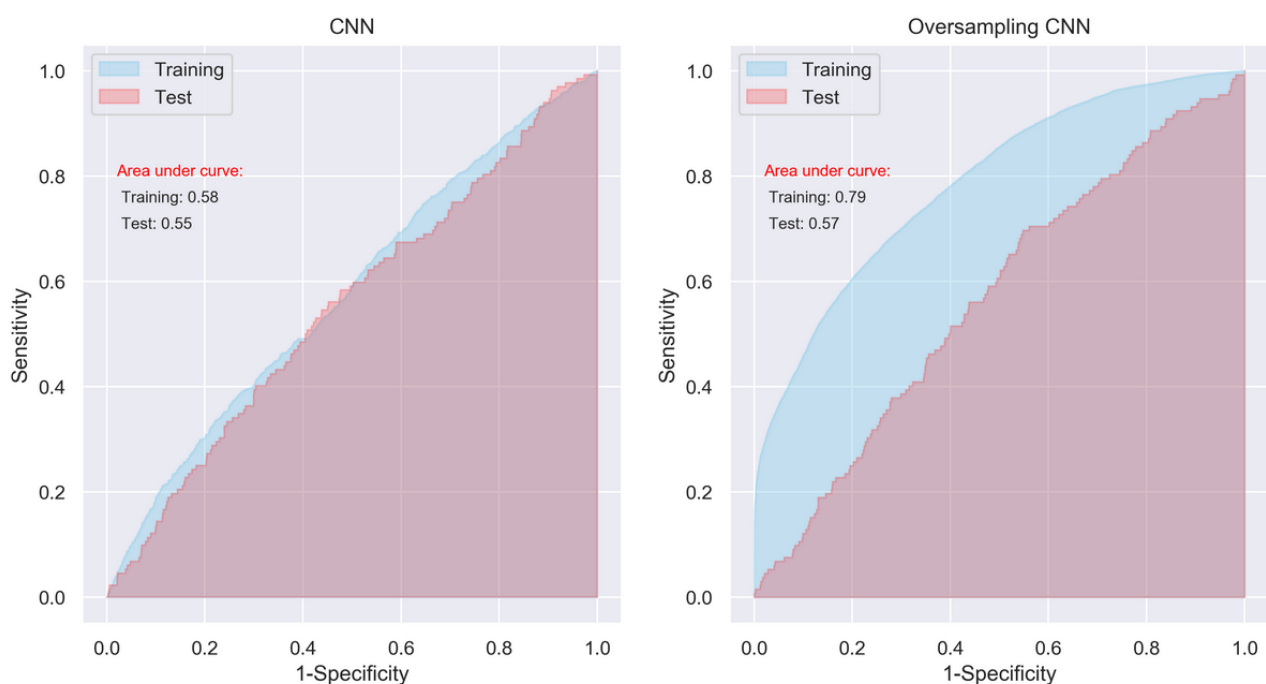 CNN
Training
Test
Area under curve:
Training: 0.58
Test: 0.55
1.0
0.8
0.6
0.4
0.2
0.0
Sensitivity
0.0 0.2 0.4 0.6 0.8 1.0
1-Specificity
Oversampling CNN
Training
Test
Area under curve:
Training: 0.79
Test: 0.57
1.0
0.8
0.6
0.4
0.2
0.0
Sensitivity
0.0 0.2 0.4 0.6 0.8 1.0
1-Specificity